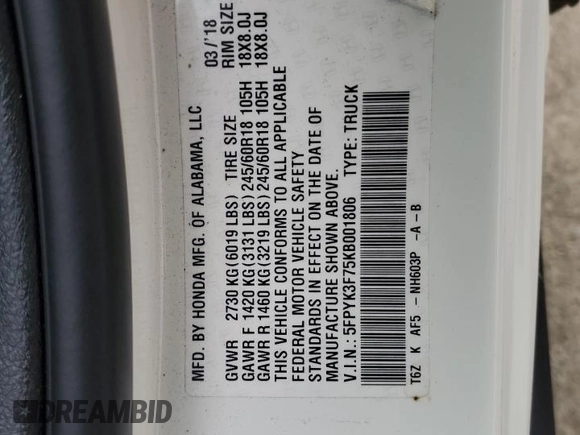 MFD. BY HONDA MFG. OF ALABAMA, LLC 03/'18
GVWR 2730 KG(6019 LBS) TIRE SIZE RIM SIZE
GAWR F 1420 KG(3131 LBS) 245/60R18 105H 18X8.0J
GAWR R 1460 KG(3219 LBS) 245/60R18 105H 18X8.0J
THIS VEHICLE CONFORMS TO ALL APPLICABLE
FEDERAL MOTOR VEHICLE SAFETY
STANDARDS IN EFFECT ON THE DATE OF
MANUFACTURE SHOWN ABOVE.
V.I.N.: 5FPYK3F75KB001806 TYPE: TRUCK
T6Z K AF5 - NH603P -A-B
DREAMBID